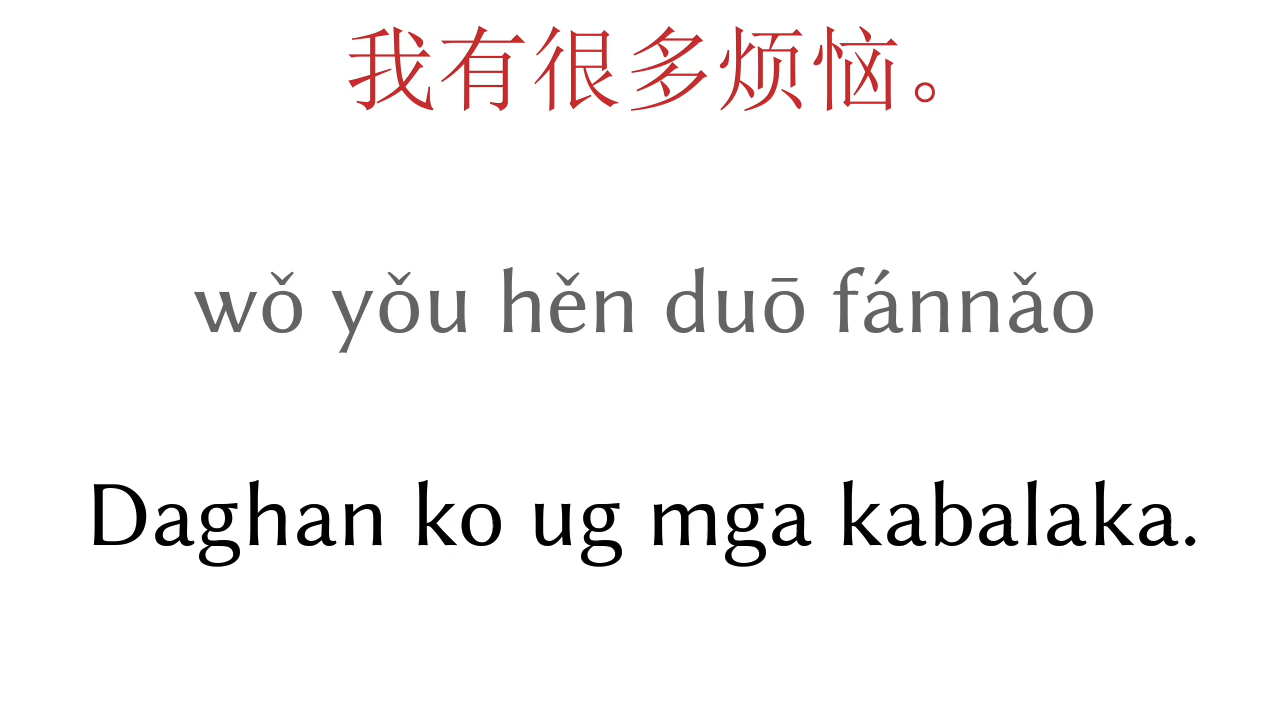 我有很多烦恼。
wǒ yǒu hěn duō fánnǎo
Daghan ko ug mga kabalaka.